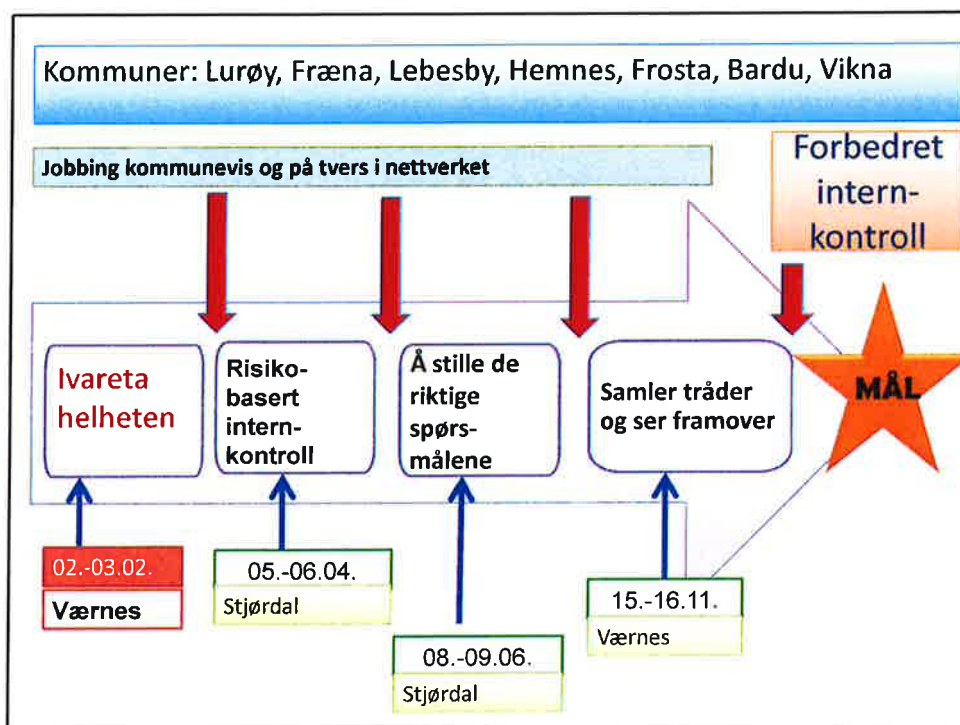 Kommuner: Lurøy, Fræna, Lebesby, Hemnes, Frosta, Bardu, Vikna
Jobbing kommunevis og på tvers i nettverket
Forbedret
intern-
kontroll
Ivareta
helheten
Risiko-
basert
intern-
kontroll
Å stille de
riktige
spørs-
målene
Samler tråder
og ser framover
MÅL
02.-03.02.
Værnes
05.-06.04.
Stjørdal
08.-09.06.
Stjørdal
15.-16.11.
Værnes